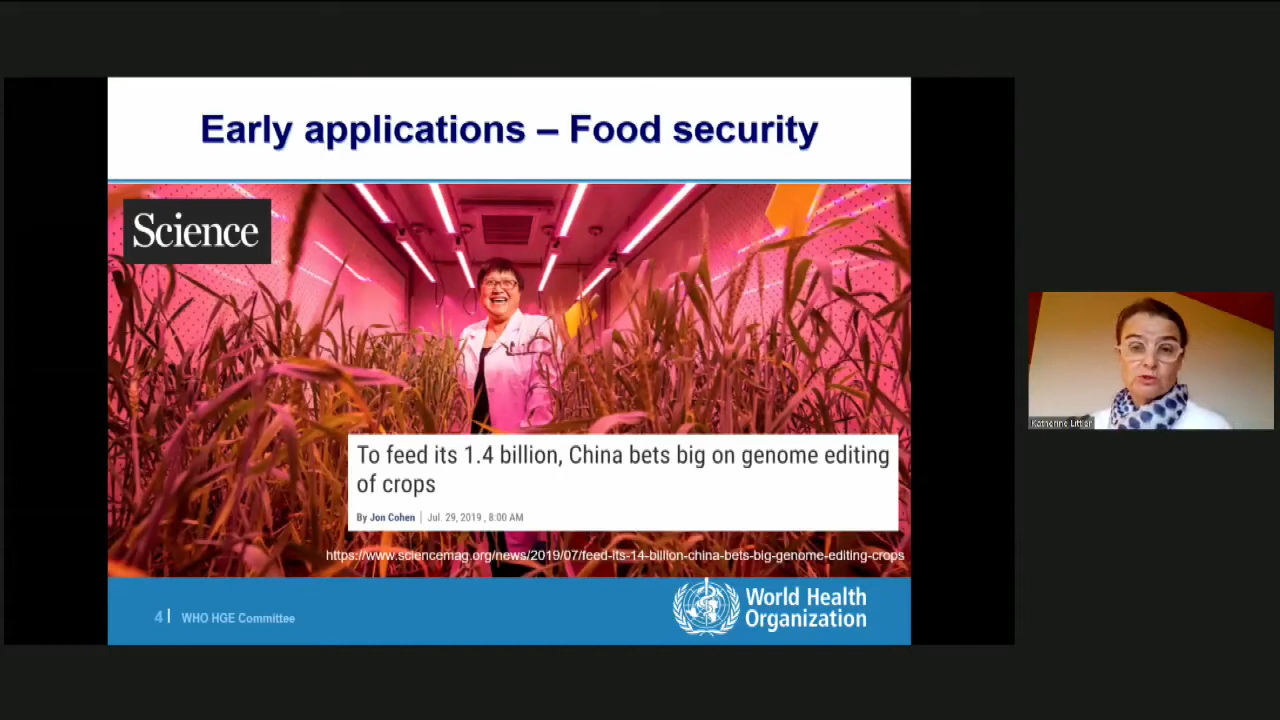 Early applications – Food security
Science
To feed its 1.4 billion, China bets big on genome editing
of crops
By Jon Cohen | Jul. 29, 2019 , 8:00 AM
https://www.sciencemag.org/news/2019/07/feed-its-14-billion-china-bets-big-genome-editing-crops
4 | WHO HGE Committee
World Health
Organization
Katherine Littler